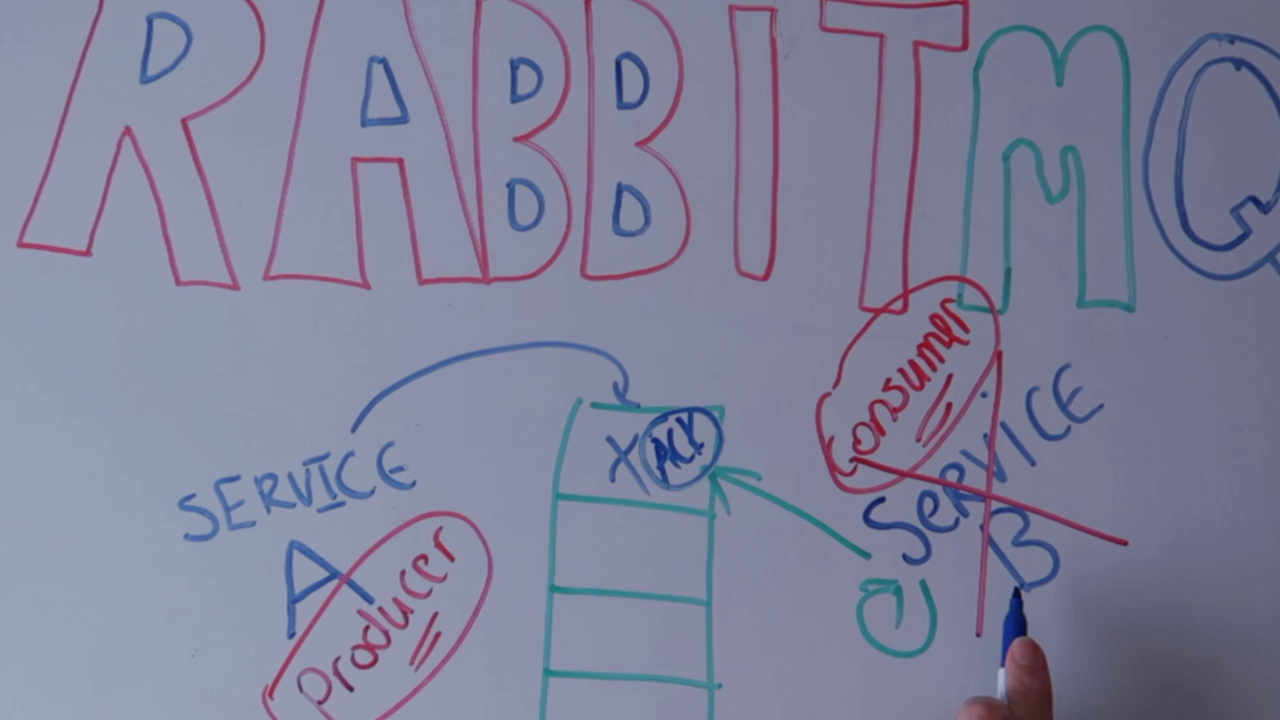 RABBITMQ
Consumer
SERVICE
A
X ACK
SERVICE
B
Producer